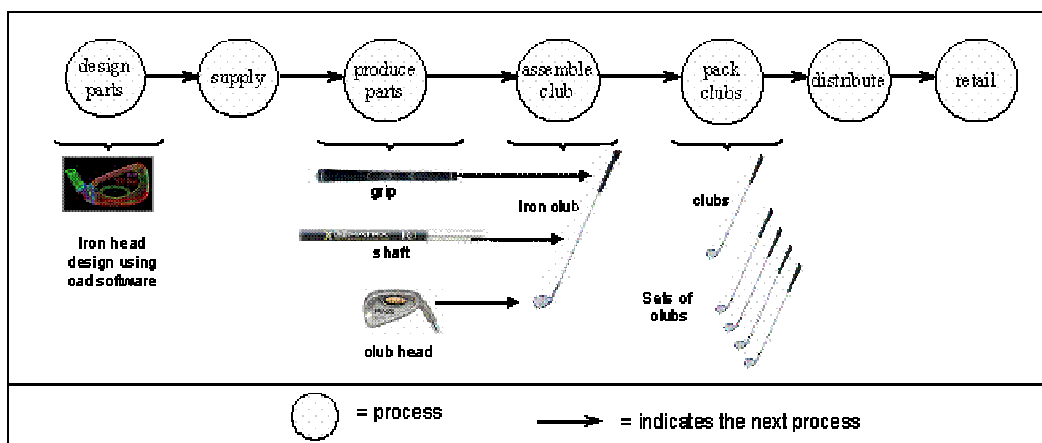 design
parts
supply
produce
parts
assemble
club
pack
clubs
distribute
retail
grip
shaft
club head
Iron club
clubs
Sets of
clubs
Iron head
design using
cad software
= process
= indicates the next process